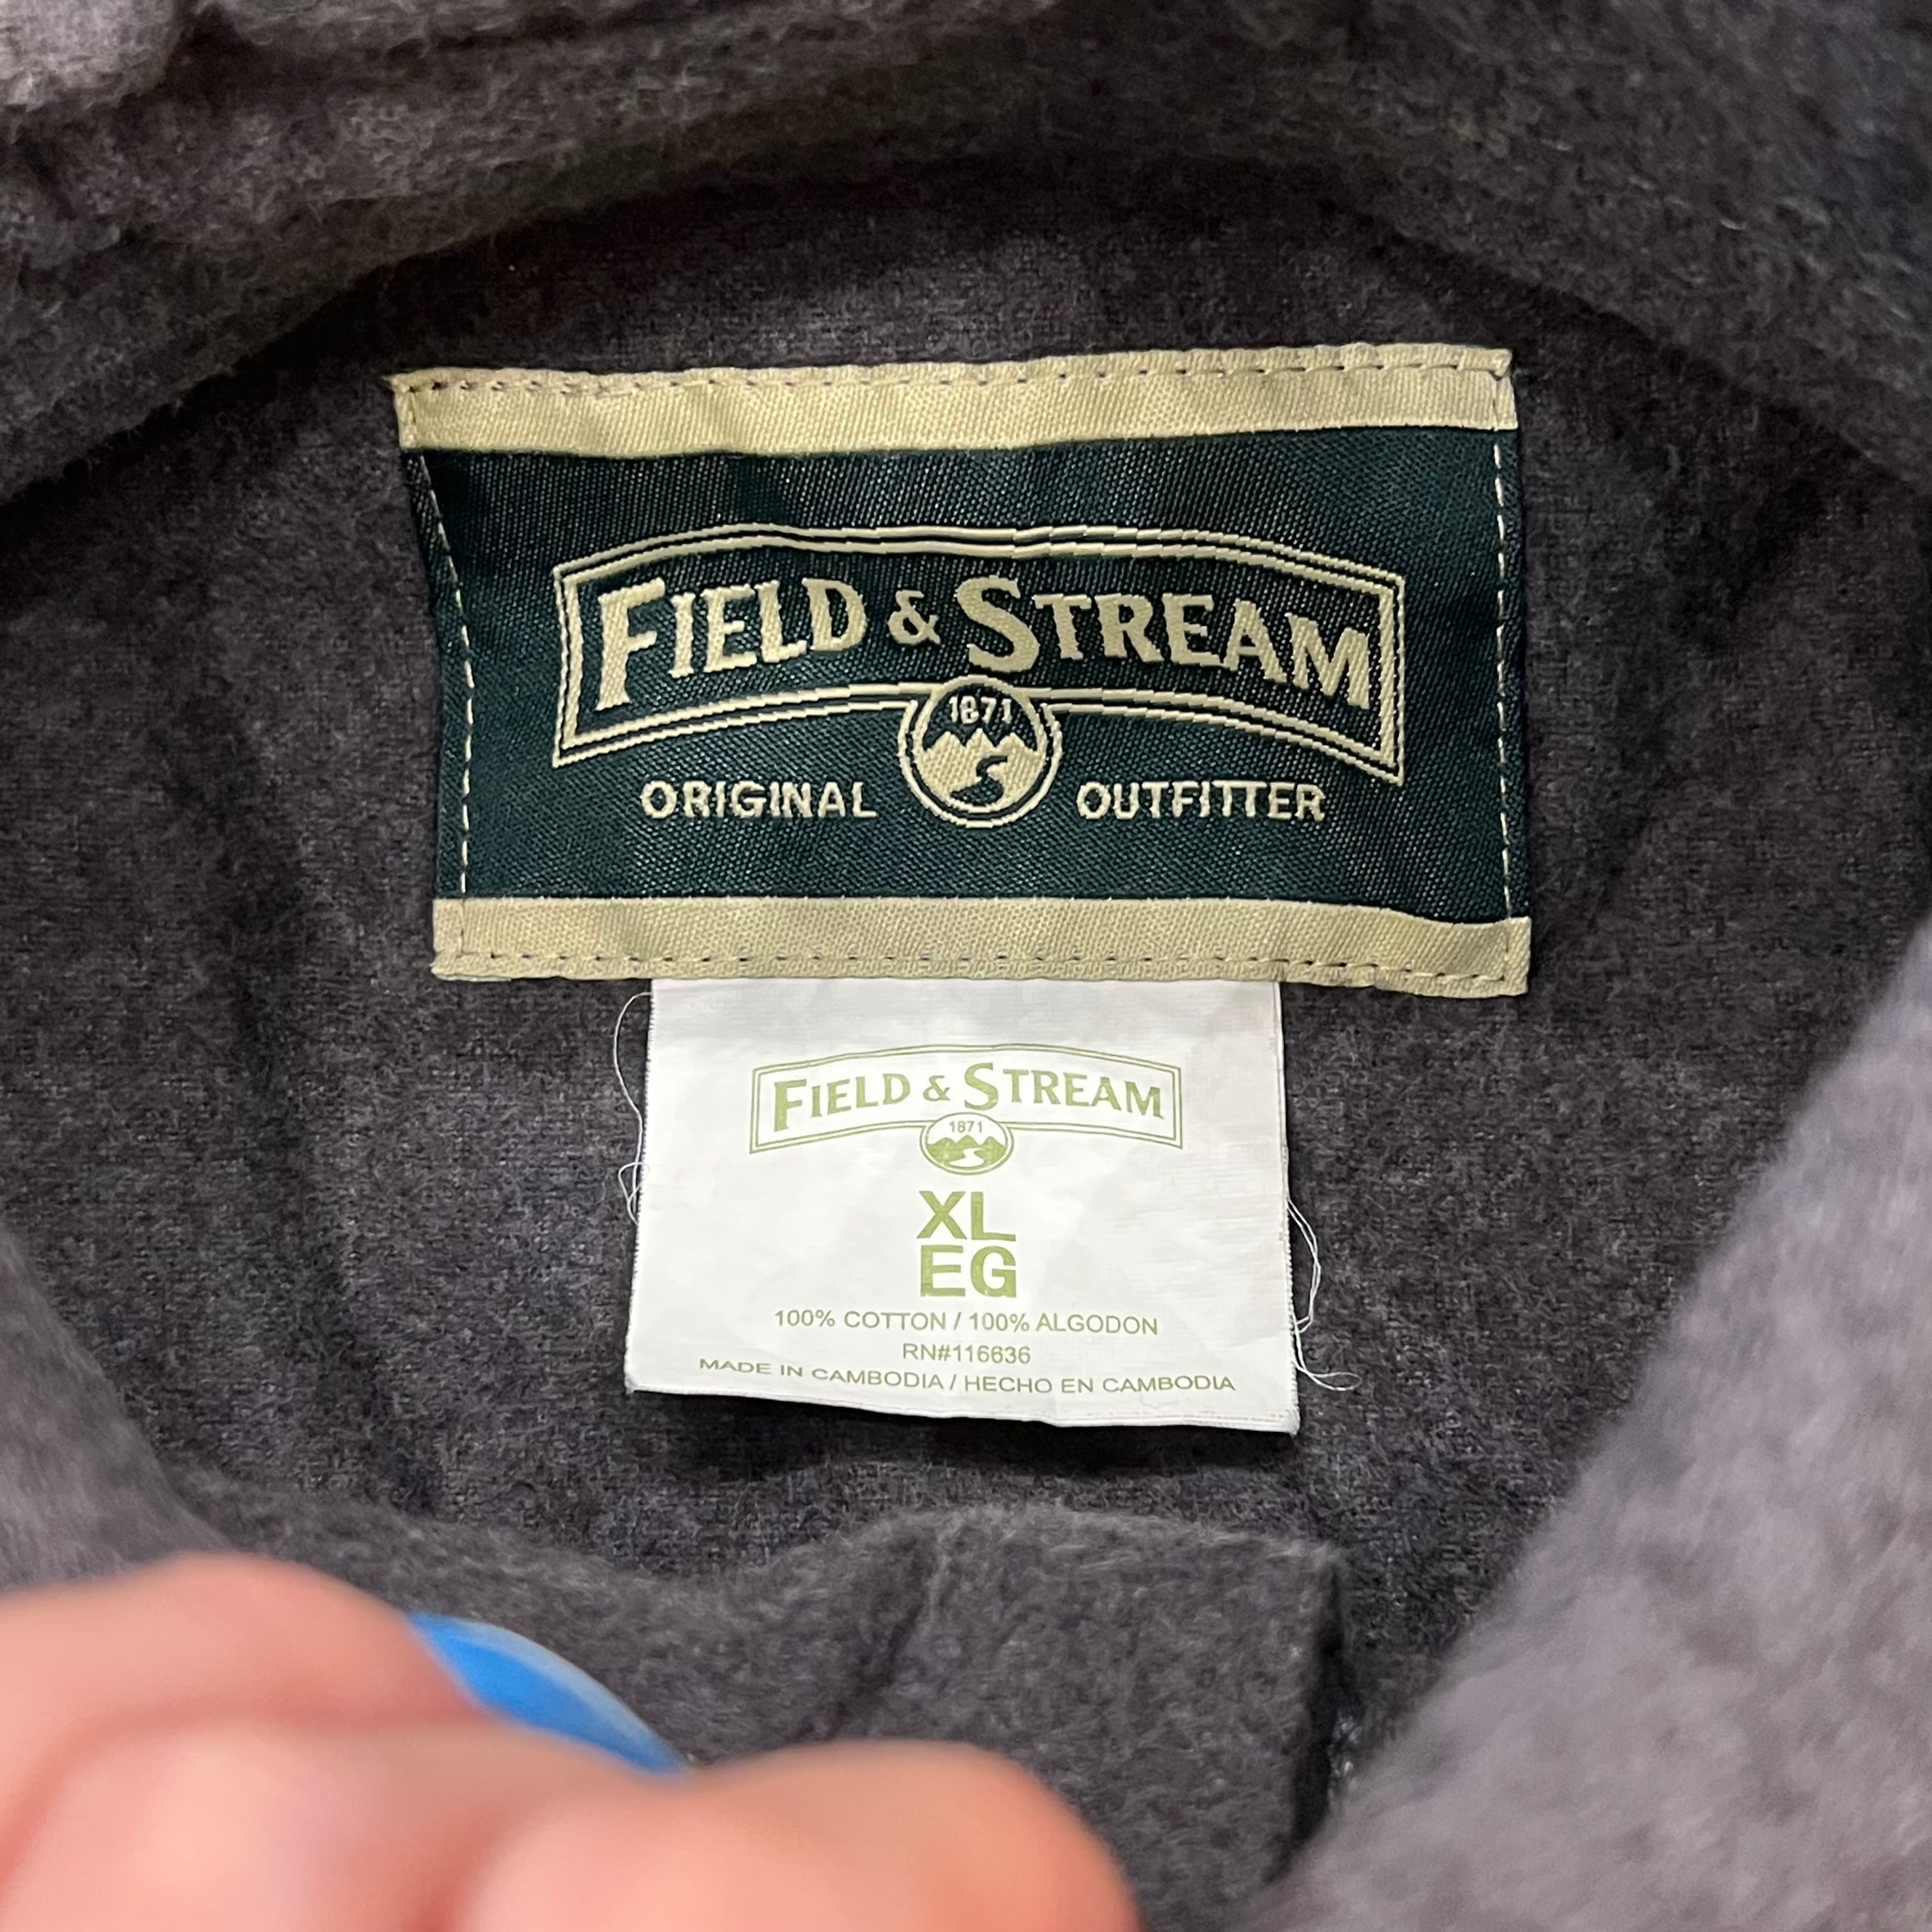 FIELD & STREAM
1871
ORIGINAL OUTFITTER
FIELD & STREAM
1871
XL
EG
100% COTTON / 100% ALGODON
RN#116636
MADE IN CAMBODIA / HECHO EN CAMBODIA